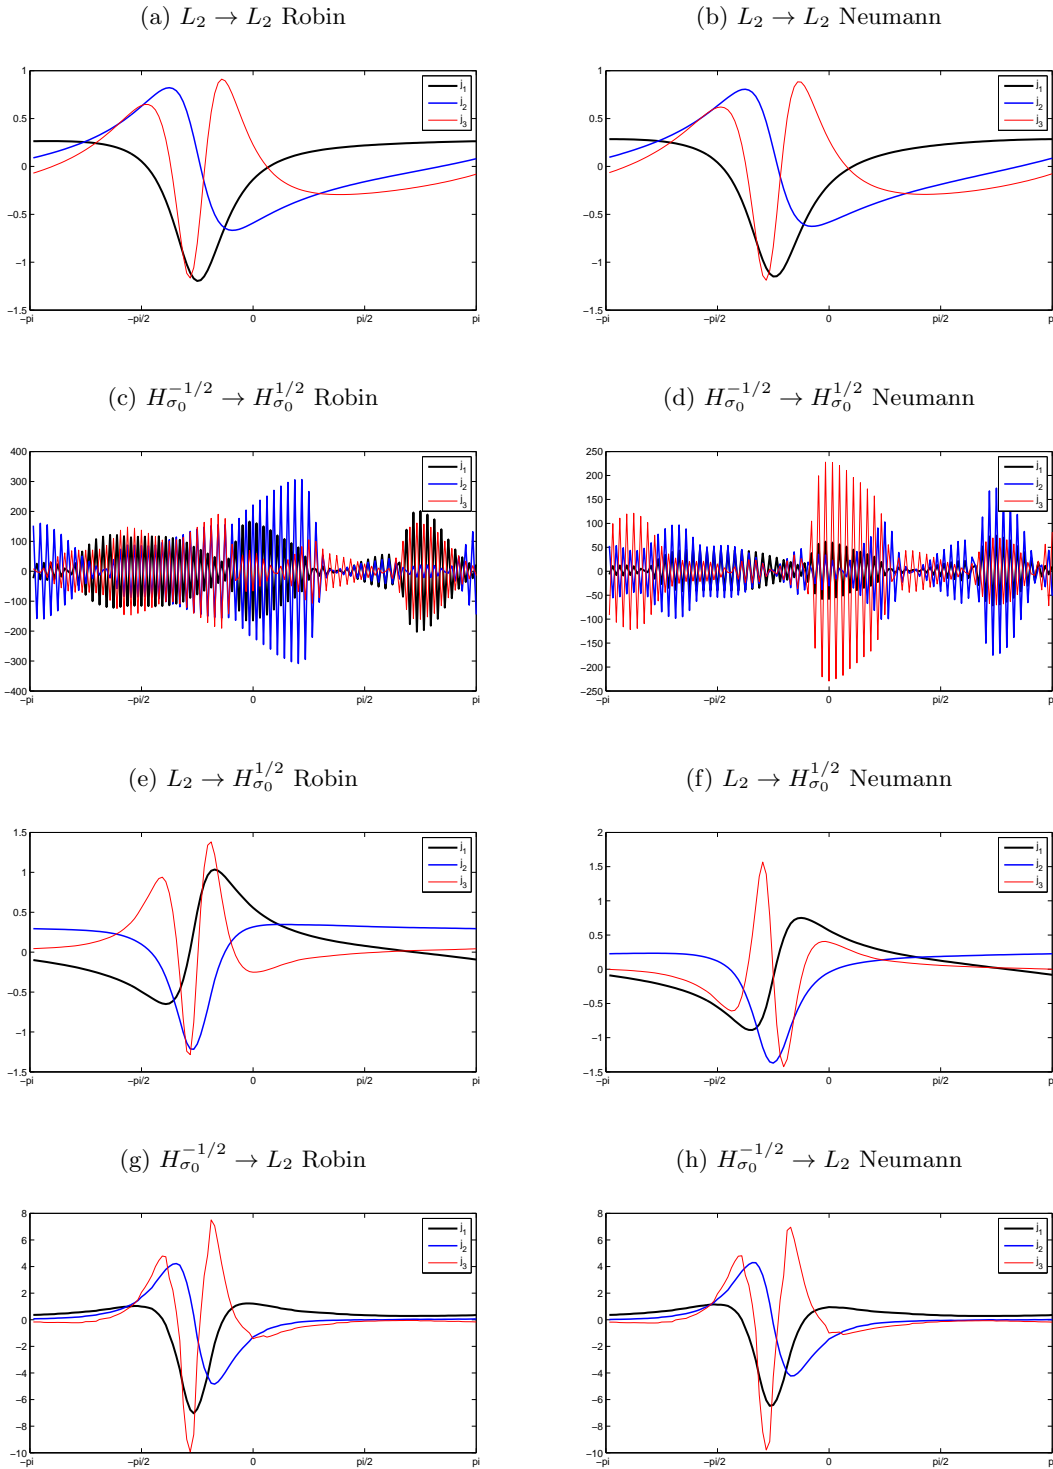 (a) L₂ → L₂ Robin
1
0.5
0
−0.5
−1
−1.5
−pi −pi/2 0 pi/2 pi
j₁
j₂
j₃
(b) L₂ → L₂ Neumann
1
0.5
0
−0.5
−1
−1.5
−pi −pi/2 0 pi/2 p
j₁
j₂
j₃
(c) H_{σ₀}^{−1/2} → H_{σ₀}^{1/2} Robin
400
300
200
100
0
−100
−200
−300
−400
−pi −pi/2 0 pi/2 pi
j₁
j₂
j₃
(d) H_{σ₀}^{−1/2} → H_{σ₀}^{1/2} Neumann
250
200
150
100
50
0
−50
−100
−150
−200
−250
−pi −pi/2 0 pi/2 p
j₁
j₂
j₃
(e) L₂ → H_{σ₀}^{1/2} Robin
1.5
1
0.5
0
−0.5
−1
−1.5
−pi −pi/2 0 pi/2 pi
j₁
j₂
j₃
(f) L₂ → H_{σ₀}^{1/2} Neumann
2
1.5
1
0.5
0
−0.5
−1
−1.5
−pi −pi/2 0 pi/2 p
j₁
j₂
j₃
(g) H_{σ₀}^{−1/2} → L₂ Robin
8
6
4
2
0
−2
−4
−6
−8
−10
−pi −pi/2 0 pi/2 pi
j₁
j₂
j₃
(h) H_{σ₀}^{−1/2} → L₂ Neumann
8
6
4
2
0
−2
−4
−6
−8
−10
−pi −pi/2 0 pi/2 p
j₁
j₂
j₃